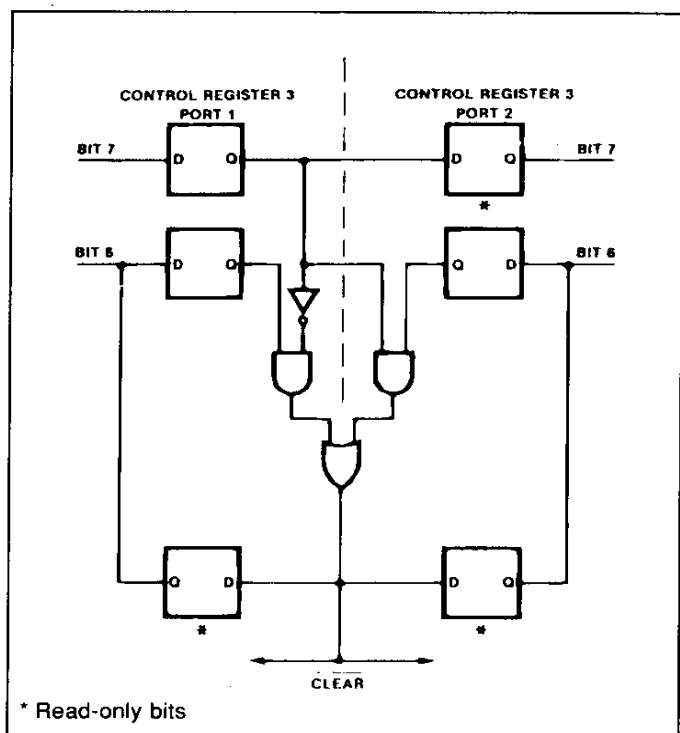 CONTROL REGISTER 3
PORT 1
CONTROL REGISTER 3
PORT 2
BIT 7
D Q
D Q
BIT 7
*
BIT 6
D Q
Q D
BIT 6
Q D
D Q
*
*
CLEAR
* Read-only bits